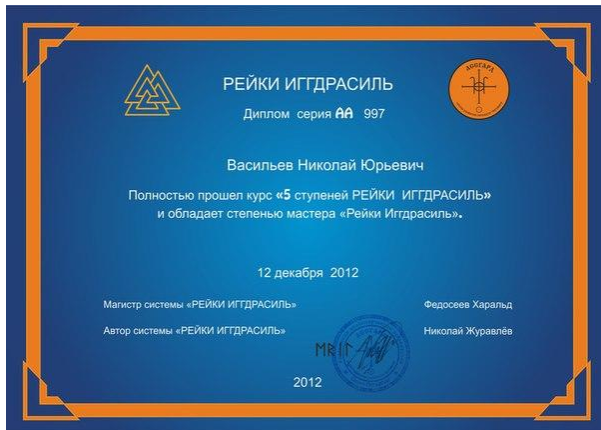 АСГАРД
РЕЙКИ ИГГДРАСИЛЬ
Диплом серия АА 997
Васильев Николай Юрьевич
Полностью прошел курс «5 ступеней РЕЙКИ ИГГДРАСИЛЬ»
и обладает степенью мастера «Рейки Иггдрасиль».
12 декабря 2012
Магистр системы «РЕЙКИ ИГГДРАСИЛЬ» Федосеев Харальд
Автор системы «РЕЙКИ ИГГДРАСИЛЬ» Николай Журавлёв
2012